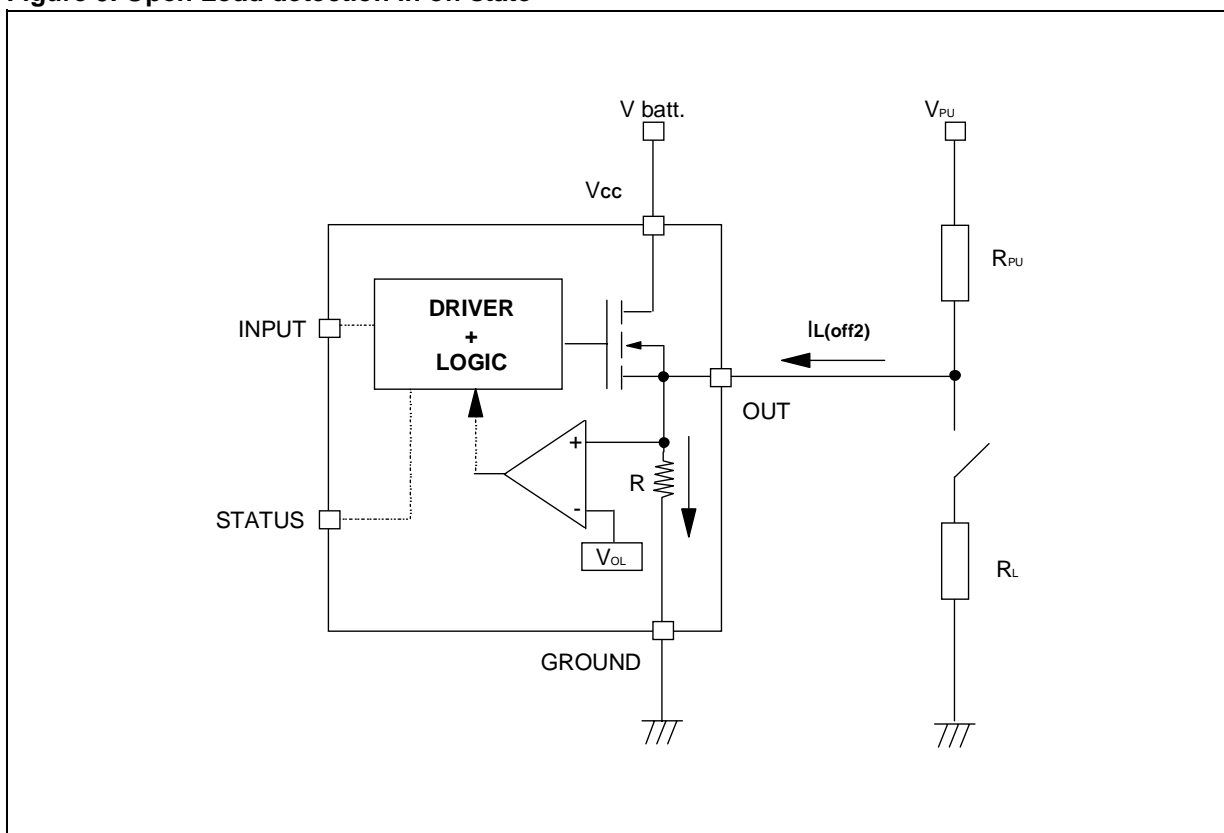 V batt.
VPU
Vcc
RPU
DRIVER
+
LOGIC
INPUT
IL(off2)
OUT
+
R
-
STATUS
VOL
RL
GROUND